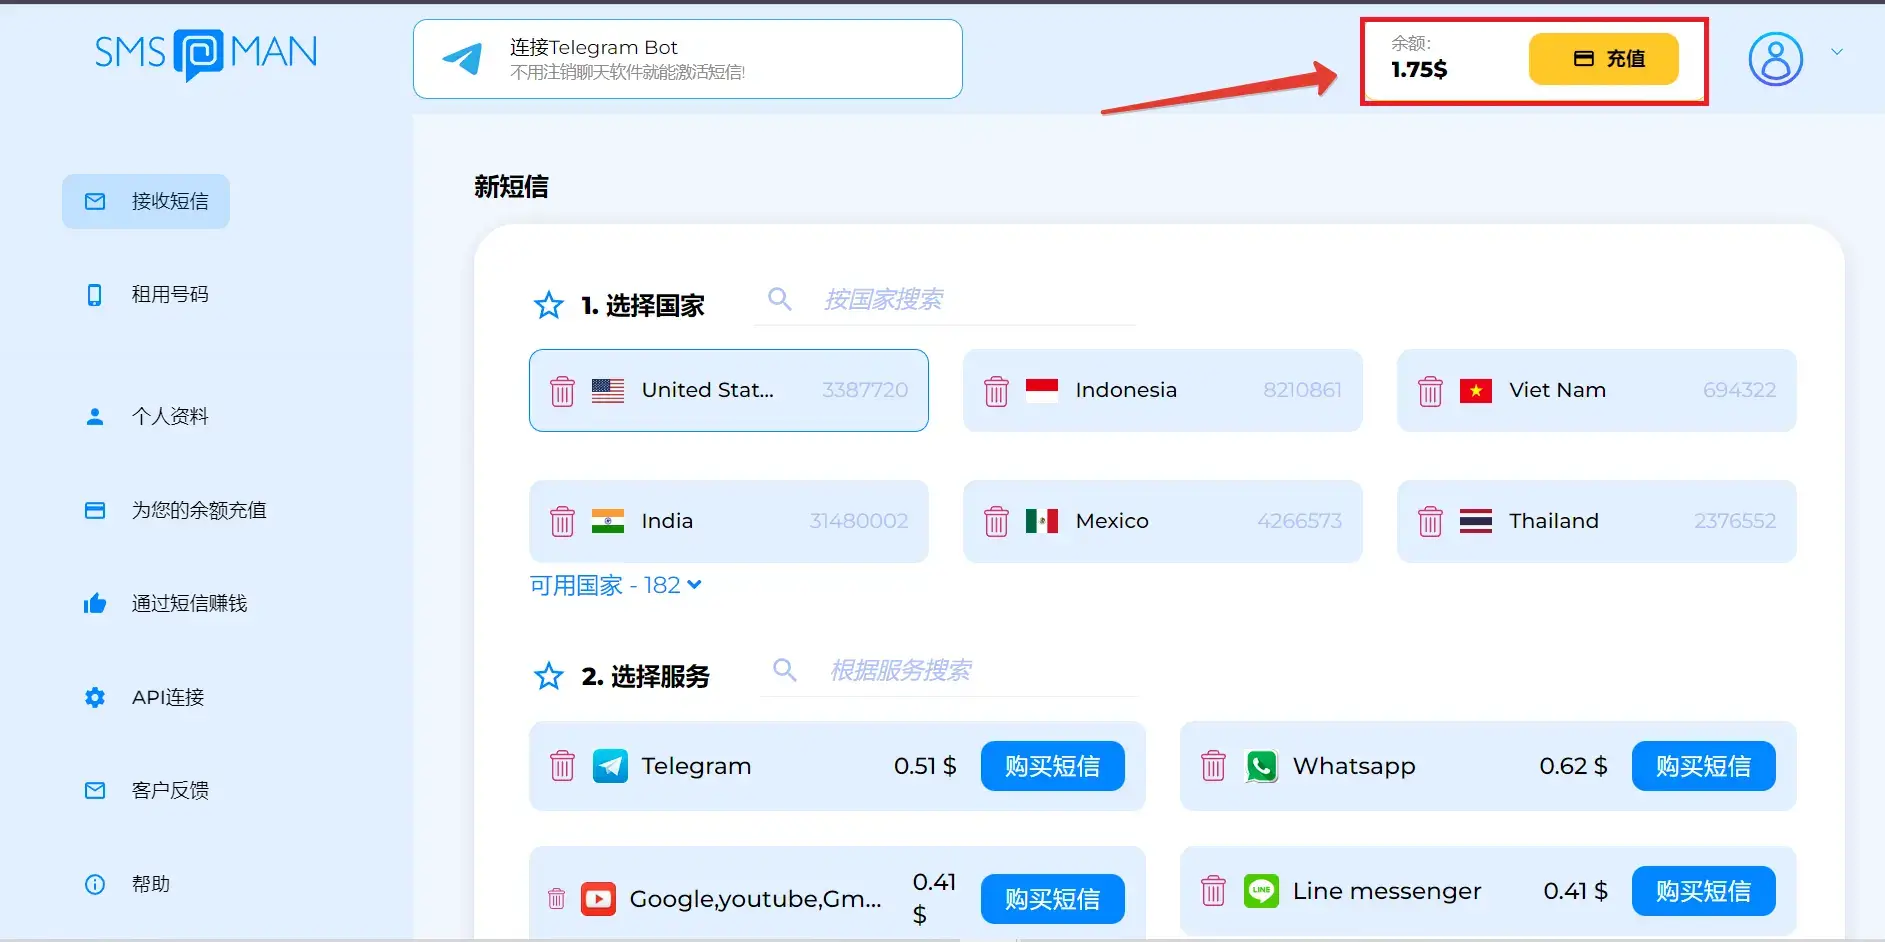 SMS MAN
连接Telegram Bot
不用注销聊天软件就能激活短信!
余额:
1.75$
充值
接收短信
租用号码
个人资料
为您的余额充值
通过短信赚钱
API连接
客户反馈
帮助
新短信
1. 选择国家
按国家搜索
United Stat... 3387720
Indonesia 8210861
Viet Nam 694322
India 31480002
Mexico 4266573
Thailand 2376552
可用国家 - 182
2. 选择服务
根据服务搜索
Telegram 0.51 $ 购买短信
Whatsapp 0.62 $ 购买短信
Google,youtube,Gm... 0.41 $ 购买短信
LINE
Line messenger 0.41 $ 购买短信